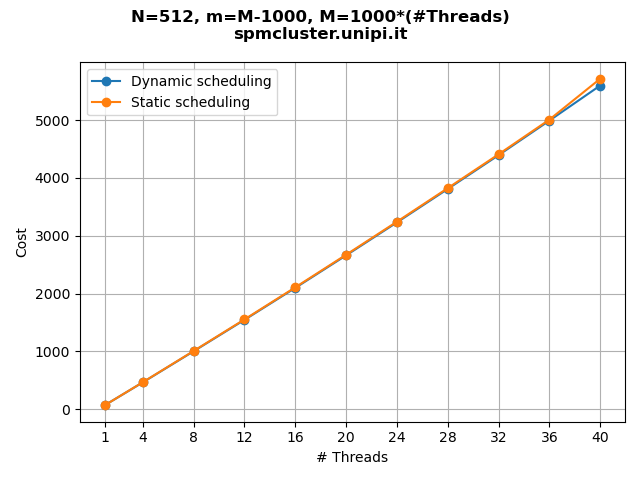 N=512, m=M-1000, M=1000*(#Threads)
spmcluster.unipi.it
Dynamic scheduling
Static scheduling
Cost
5000
4000
3000
2000
1000
0
1 4 8 12 16 20 24 28 32 36 40
# Threads